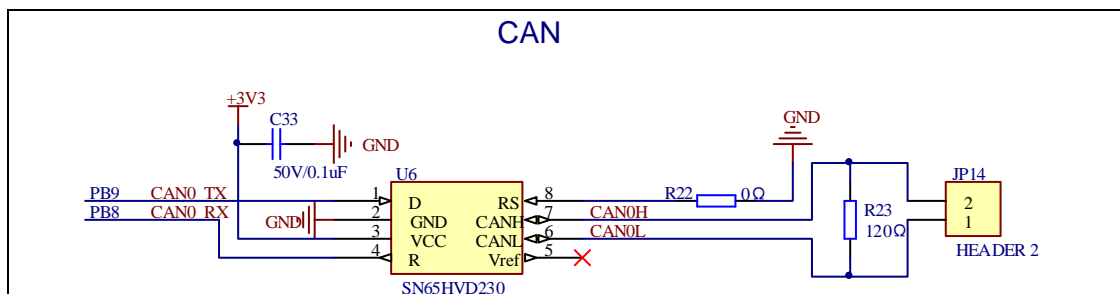 CAN
+3V3
C33
GND
50V/0.1uF
U6
GND
R22
0Ω
JP14
PB9 CAN0_TX 1 D RS 8
PB8 CAN0_RX GND 2 GND CANH 7 CAN0H
3 VCC CANL 6 CAN0L
4 R Vref 5
R23
120Ω
2
1
HEADER 2
SN65HVD230